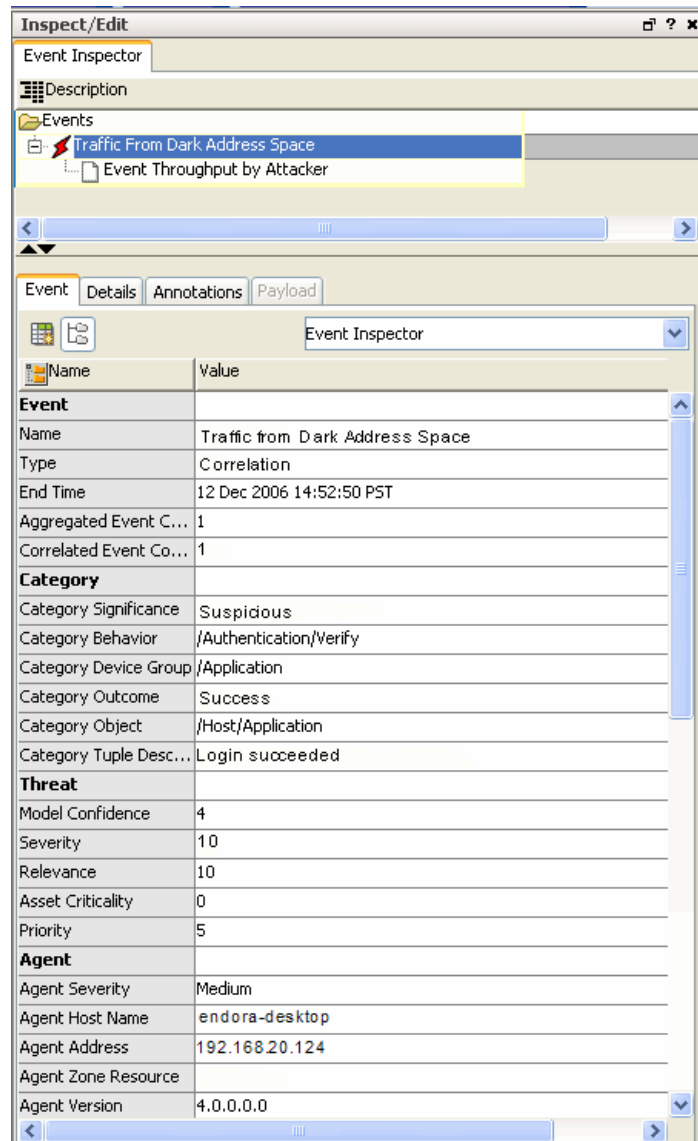 Inspect/Edit
Event Inspector
Description
Events
Traffic From Dark Address Space
Event Throughput by Attacker
Event Details Annotations Payload
Event Inspector
Name Value
Event
Name Traffic from Dark Address Space
Type Correlation
End Time 12 Dec 2006 14:52:50 PST
Aggregated Event C... 1
Correlated Event Co... 1
Category
Category Significance Suspicious
Category Behavior /Authentication/Verify
Category Device Group /Application
Category Outcome Success
Category Object /Host/Application
Category Tuple Desc... Login succeeded
Threat
Model Confidence 4
Severity 10
Relevance 10
Asset Criticality 0
Priority 5
Agent
Agent Severity Medium
Agent Host Name endora-desktop
Agent Address 192.168.20.124
Agent Zone Resource
Agent Version 4.0.0.0.0